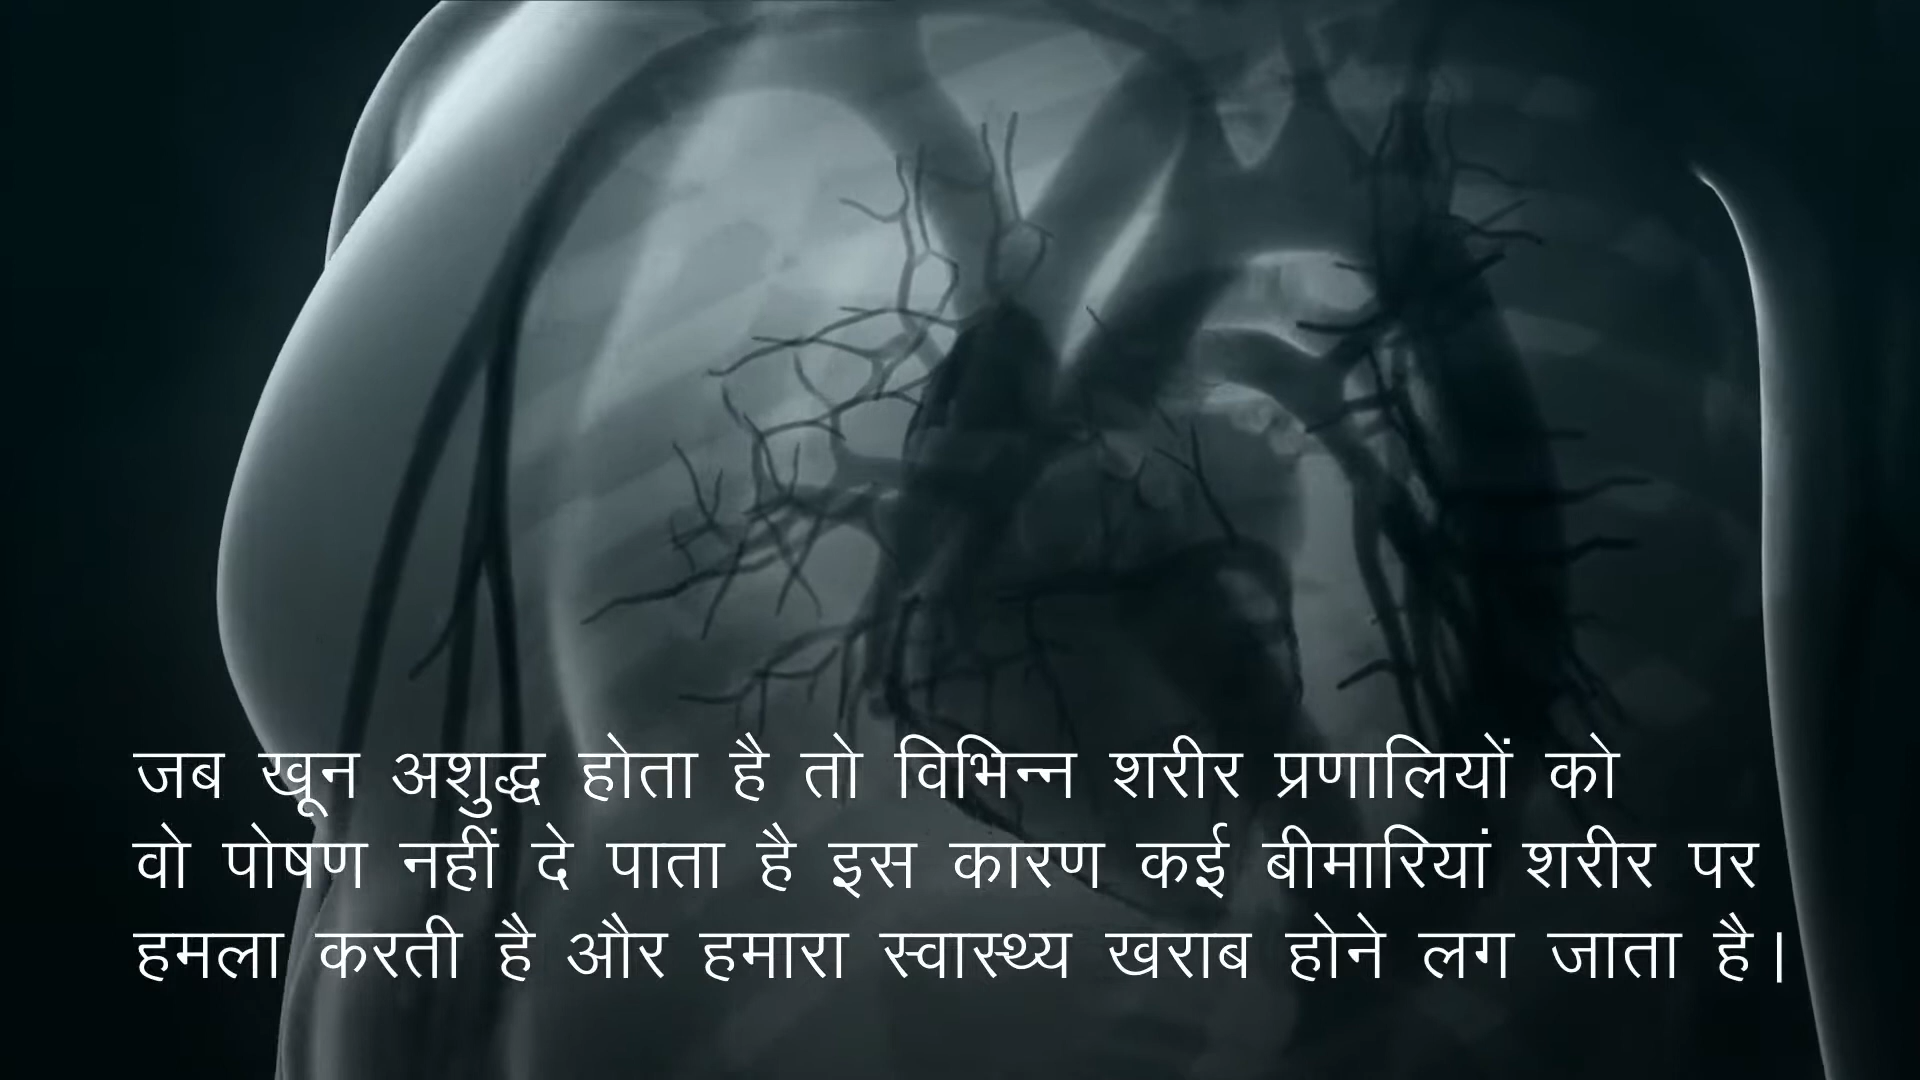 जब खून अशुद्ध होता है तो विभिन्न शरीर प्रणालियों को
वो पोषण नहीं दे पाता है इस कारण कई बीमारियां शरीर पर
हमला करती है और हमारा स्वास्थ्य खराब होने लग जाता है।